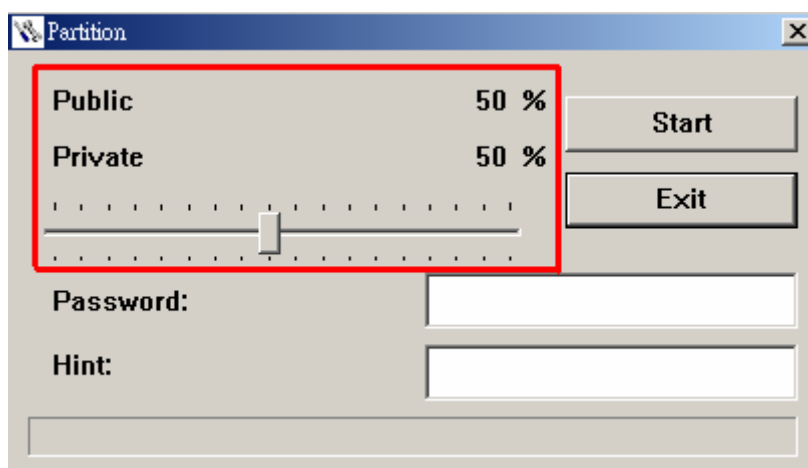 Partition
Public 50 %
Private 50 %
Start
Exit
Password:
Hint: